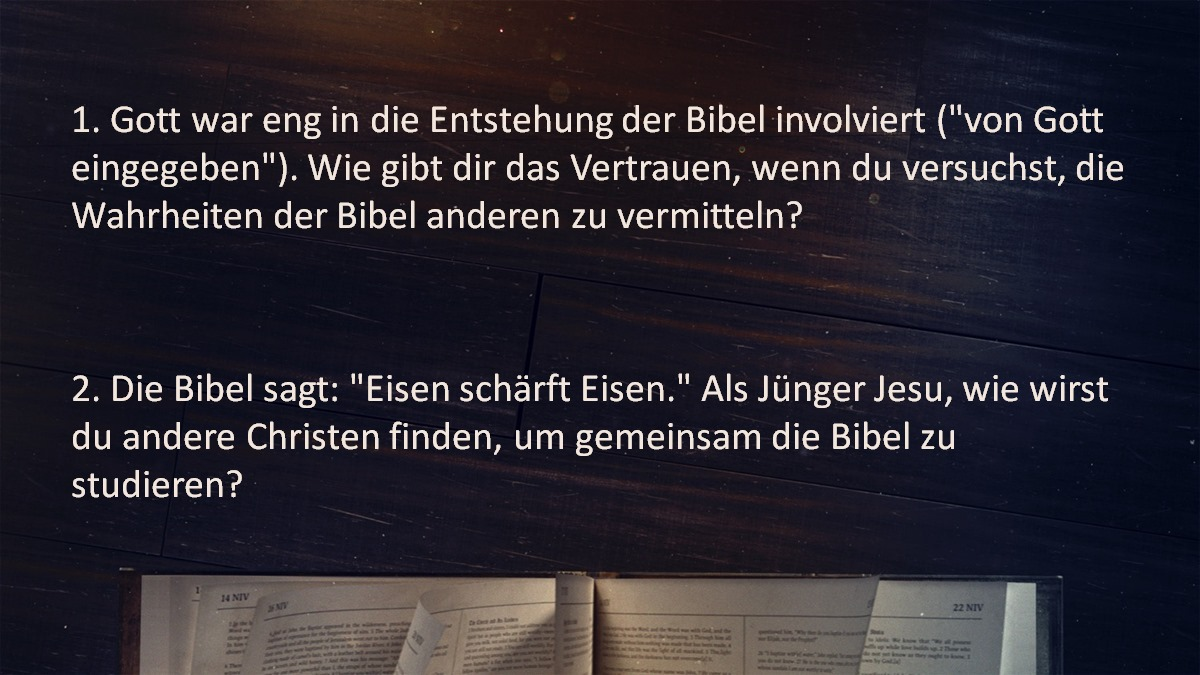 1. Gott war eng in die Entstehung der Bibel involviert ("von Gott
eingegeben"). Wie gibt dir das Vertrauen, wenn du versuchst, die
Wahrheiten der Bibel anderen zu vermitteln?
2. Die Bibel sagt: "Eisen schärft Eisen." Als Jünger Jesu, wie wirst
du andere Christen finden, um gemeinsam die Bibel zu
studieren?
14 NIV
16 NIV
22 NIV